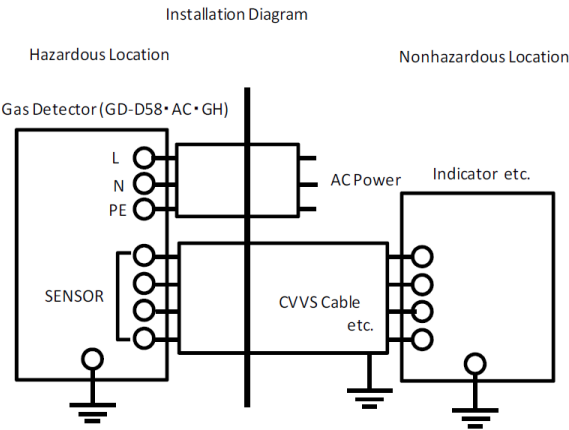 Installation Diagram
Hazardous Location
Nonhazardous Location
Gas Detector(GD-D58・AC・GH)
L
N
PE
AC Power
Indicator etc.
SENSOR
CVVS Cable
etc.